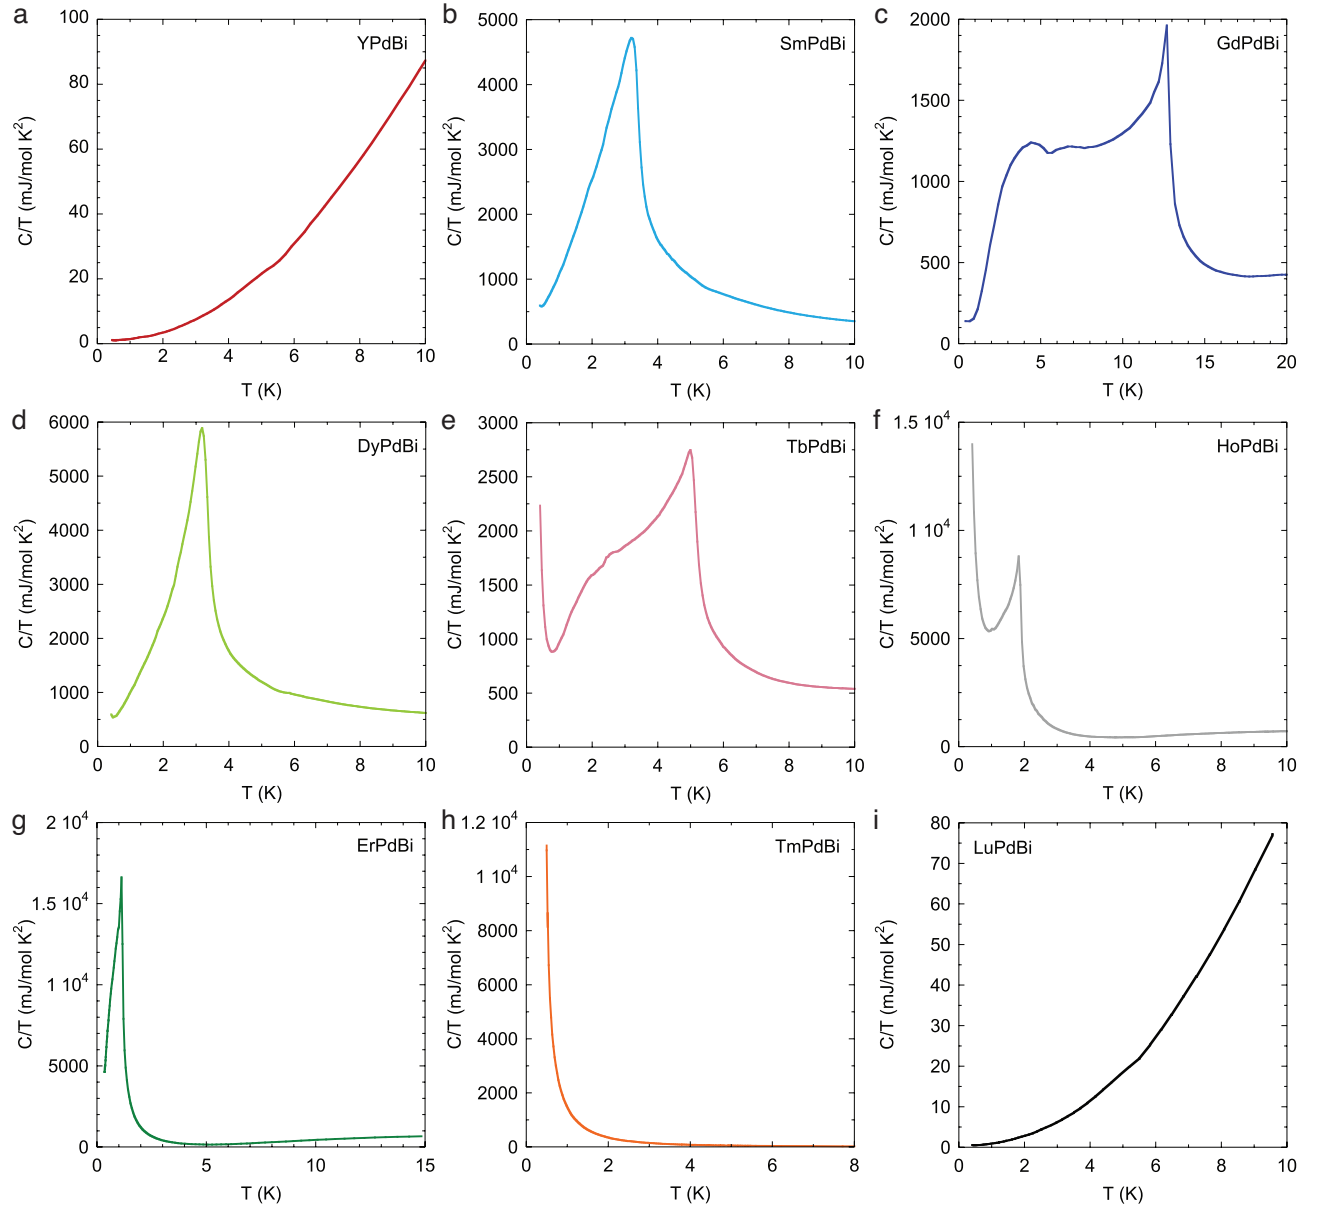 a
YPdBi
100
80
60
40
20
0
C/T (mJ/mol K²)
0 2 4 6 8 10
T (K)
b
SmPdBi
5000
4000
3000
2000
1000
0
C/T (mJ/mol K²)
0 2 4 6 8 10
T (K)
c
GdPdBi
2000
1500
1000
500
0
C/T (mJ/mol K²)
0 5 10 15 20
T (K)
d
DyPdBi
6000
5000
4000
3000
2000
1000
0
C/T (mJ/mol K²)
0 2 4 6 8 10
T (K)
e
TbPdBi
3000
2500
2000
1500
1000
500
0
C/T (mJ/mol K²)
0 2 4 6 8 10
T (K)
f
HoPdBi
1.5 10⁴
1 10⁴
5000
0
C/T (mJ/mol K²)
0 2 4 6 8 10
T (K)
g
ErPdBi
2 10⁴
1.5 10⁴
1 10⁴
5000
0
C/T (mJ/mol K²)
0 5 10 15
T (K)
h
TmPdBi
1.2 10⁴
1 10⁴
8000
6000
4000
2000
0
C/T (mJ/mol K²)
0 2 4 6 8
T (K)
i
LuPdBi
80
70
60
50
40
30
20
10
0
C/T (mJ/mol K²)
0 2 4 6 8 10
T (K)